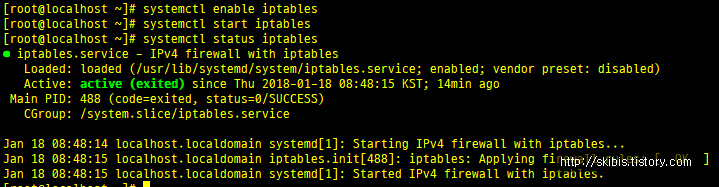 [root@localhost ~]# systemctl enable iptables
[root@localhost ~]# systemctl start iptables
[root@localhost ~]# systemctl status iptables
● iptables.service - IPv4 firewall with iptables
Loaded: loaded (/usr/lib/systemd/system/iptables.service; enabled; vendor preset: disabled)
Active: active (exited) since Thu 2018-01-18 08:48:15 KST; 14min ago
Main PID: 488 (code=exited, status=0/SUCCESS)
CGroup: /system.slice/iptables.service
Jan 18 08:48:14 localhost.localdomain systemd[1]: Starting IPv4 firewall with iptables...
Jan 18 08:48:15 localhost.localdomain iptables.init[488]: iptables: Applying [ OK ]
http://skibis.tistory.com
Jan 18 08:48:15 localhost.localdomain systemd[1]: Started IPv4 firewall with iptables.
[root@localhost ~]#